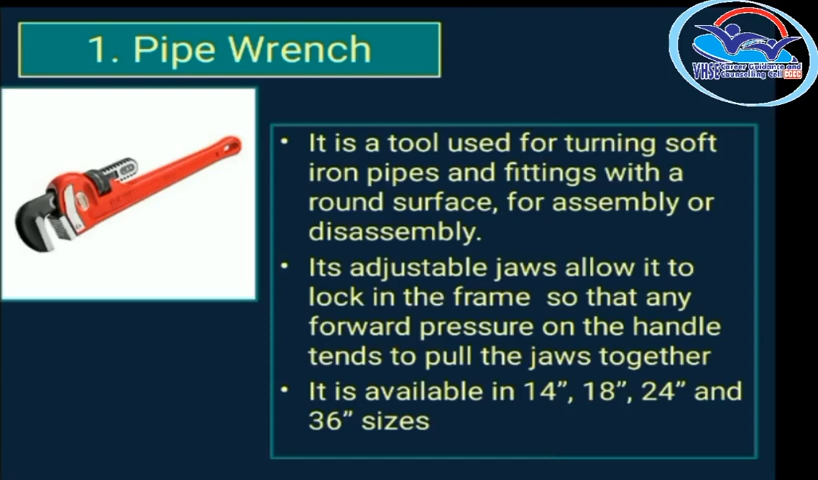 1. Pipe Wrench
VHSE Career Guidance and
Counselling Cell CGCC
• It is a tool used for turning soft
iron pipes and fittings with a
round surface, for assembly or
disassembly.
• Its adjustable jaws allow it to
lock in the frame so that any
forward pressure on the handle
tends to pull the jaws together
• It is available in 14”, 18”, 24” and
36” sizes